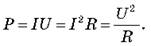 P = IU = I²R = U²/R.